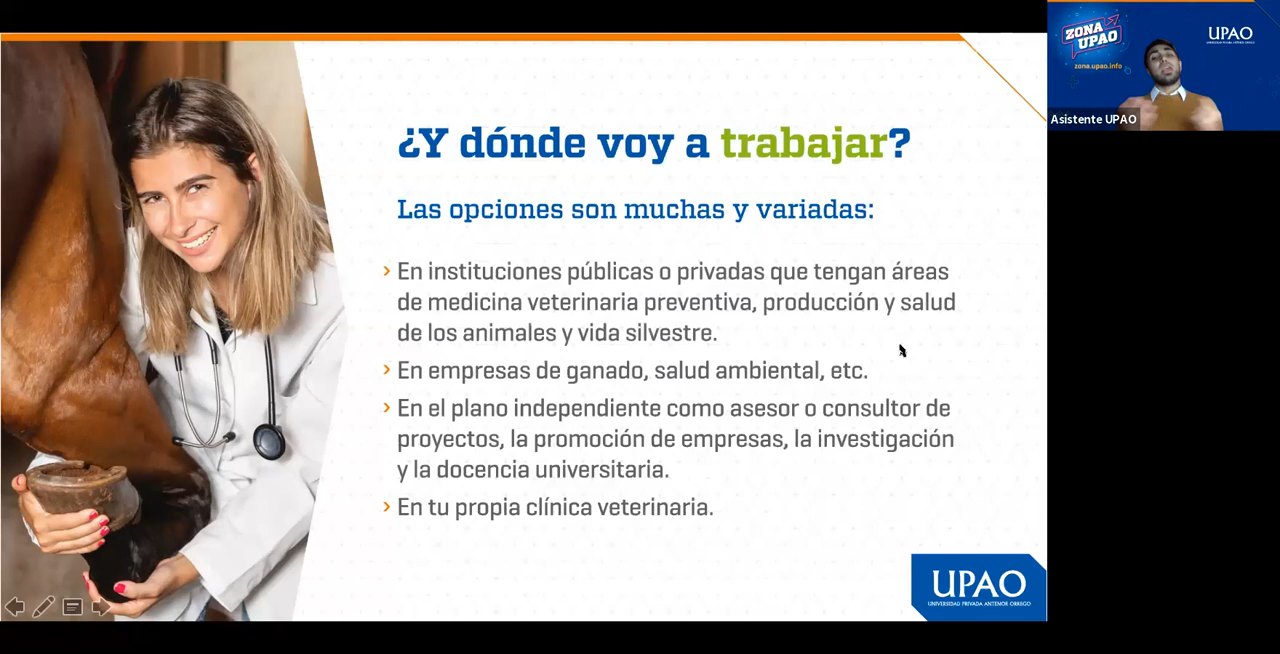 ¿Y dónde voy a trabajar?
Las opciones son muchas y variadas:
En instituciones públicas o privadas que tengan áreas
de medicina veterinaria preventiva, producción y salud
de los animales y vida silvestre.
En empresas de ganado, salud ambiental, etc.
En el plano independiente como asesor o consultor de
proyectos, la promoción de empresas, la investigación
y la docencia universitaria.
En tu propia clínica veterinaria.
UPAO
UNIVERSIDAD PRIVADA ANTENOR ORREGO
ZONA
UPAO
zona.upao.info
UPAO
Asistente UPAO